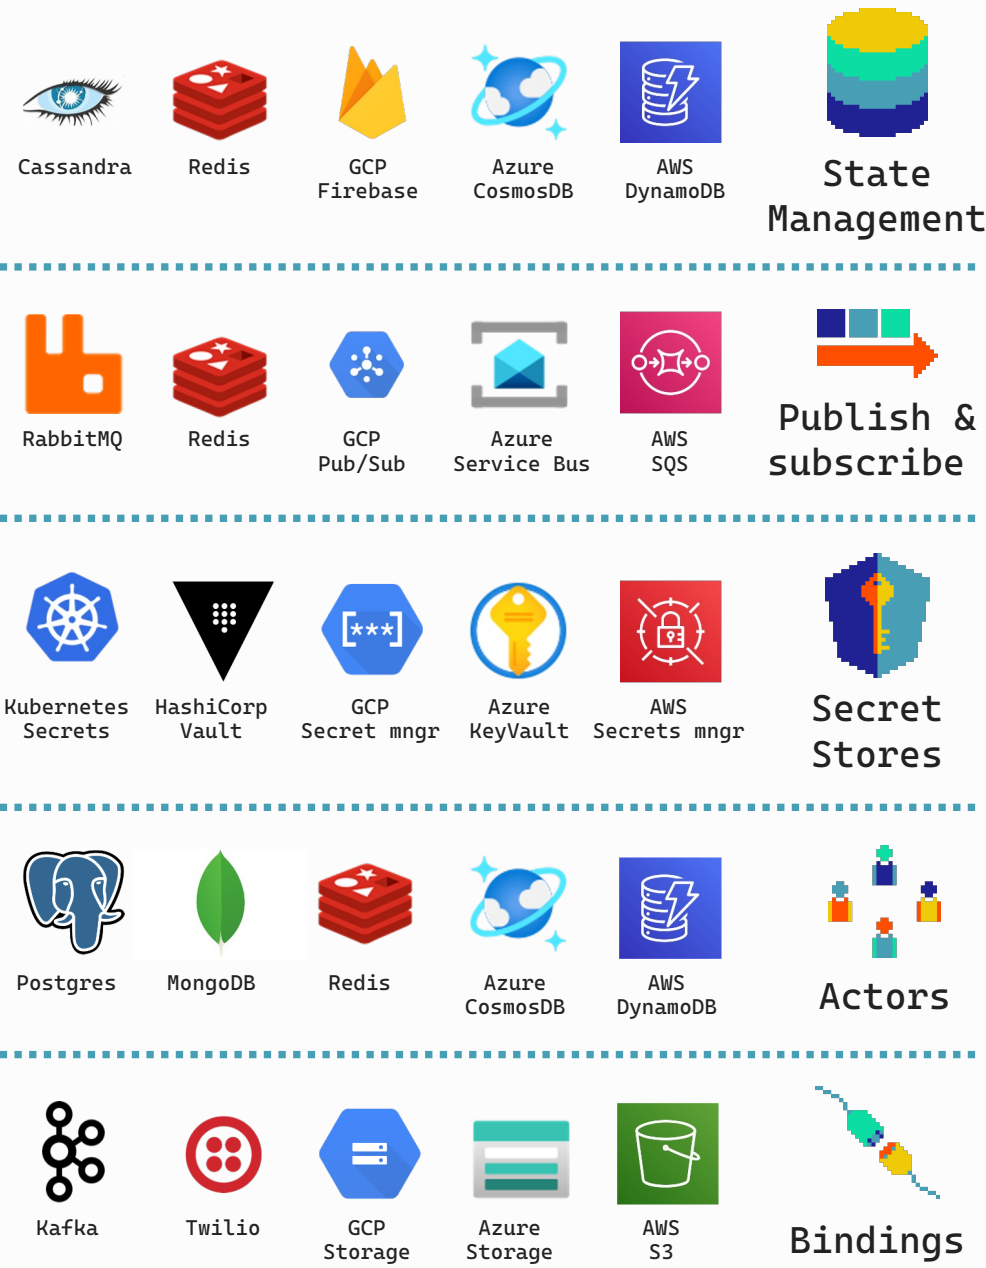 Cassandra
Redis
GCP
Firebase
Azure
CosmosDB
AWS
DynamoDB
State
Management
RabbitMQ
Redis
GCP
Pub/Sub
Azure
Service Bus
AWS
SQS
Publish &
subscribe
Kubernetes
Secrets
HashiCorp
Vault
[***]
GCP
Secret mngr
Azure
KeyVault
AWS
Secrets mngr
Secret
Stores
Postgres
MongoDB
Redis
Azure
CosmosDB
AWS
DynamoDB
Actors
Kafka
Twilio
GCP
Storage
Azure
Storage
AWS
S3
Bindings